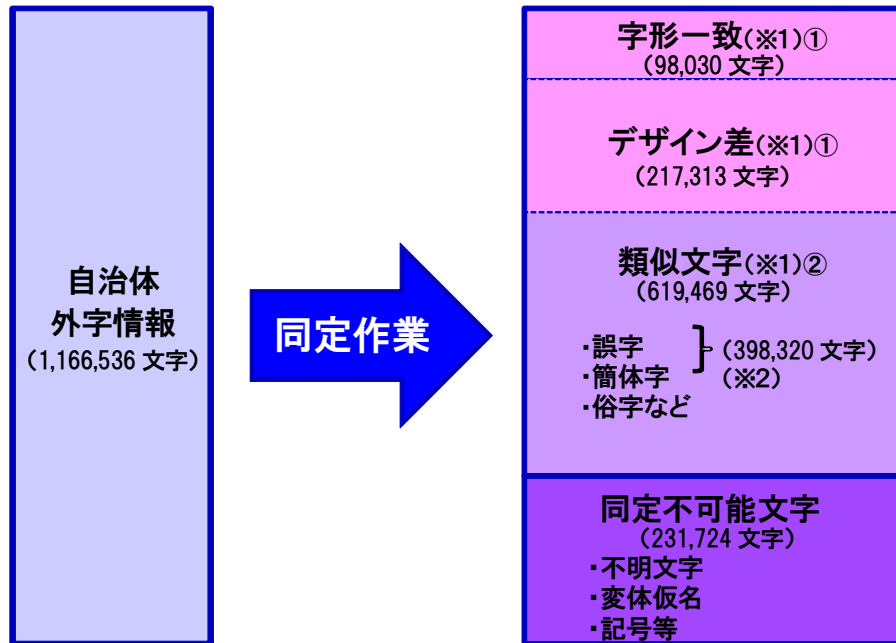 自治体
外字情報
(1,166,536 文字)
同定作業
字形一致(※1)①
(98,030 文字)
デザイン差(※1)①
(217,313 文字)
類似文字(※1)②
(619,469 文字)
・誤字
・簡体字
・俗字など
(398,320 文字)
(※2)
同定不可能文字
(231,724 文字)
・不明文字
・変体仮名
・記号等